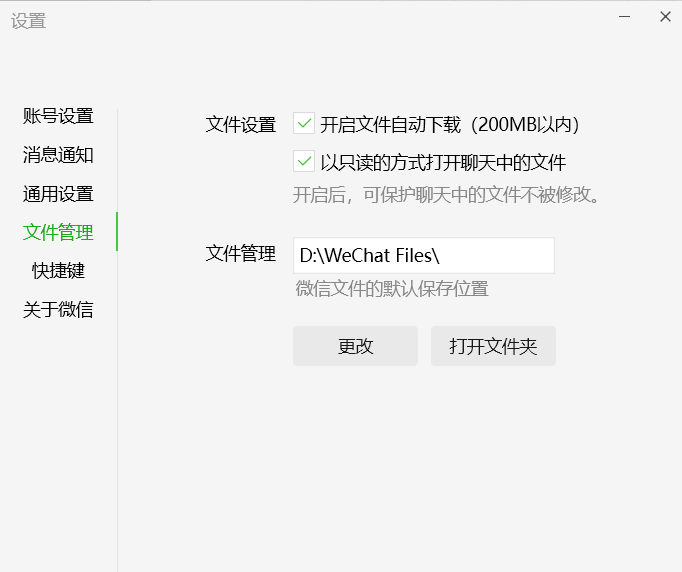 设置
账号设置
消息通知
通用设置
文件管理
快捷键
关于微信
文件设置
开启文件自动下载（200MB以内）
以只读的方式打开聊天中的文件
开启后，可保护聊天中的文件不被修改。
文件管理
D:\WeChat Files\
微信文件的默认保存位置
更改
打开文件夹